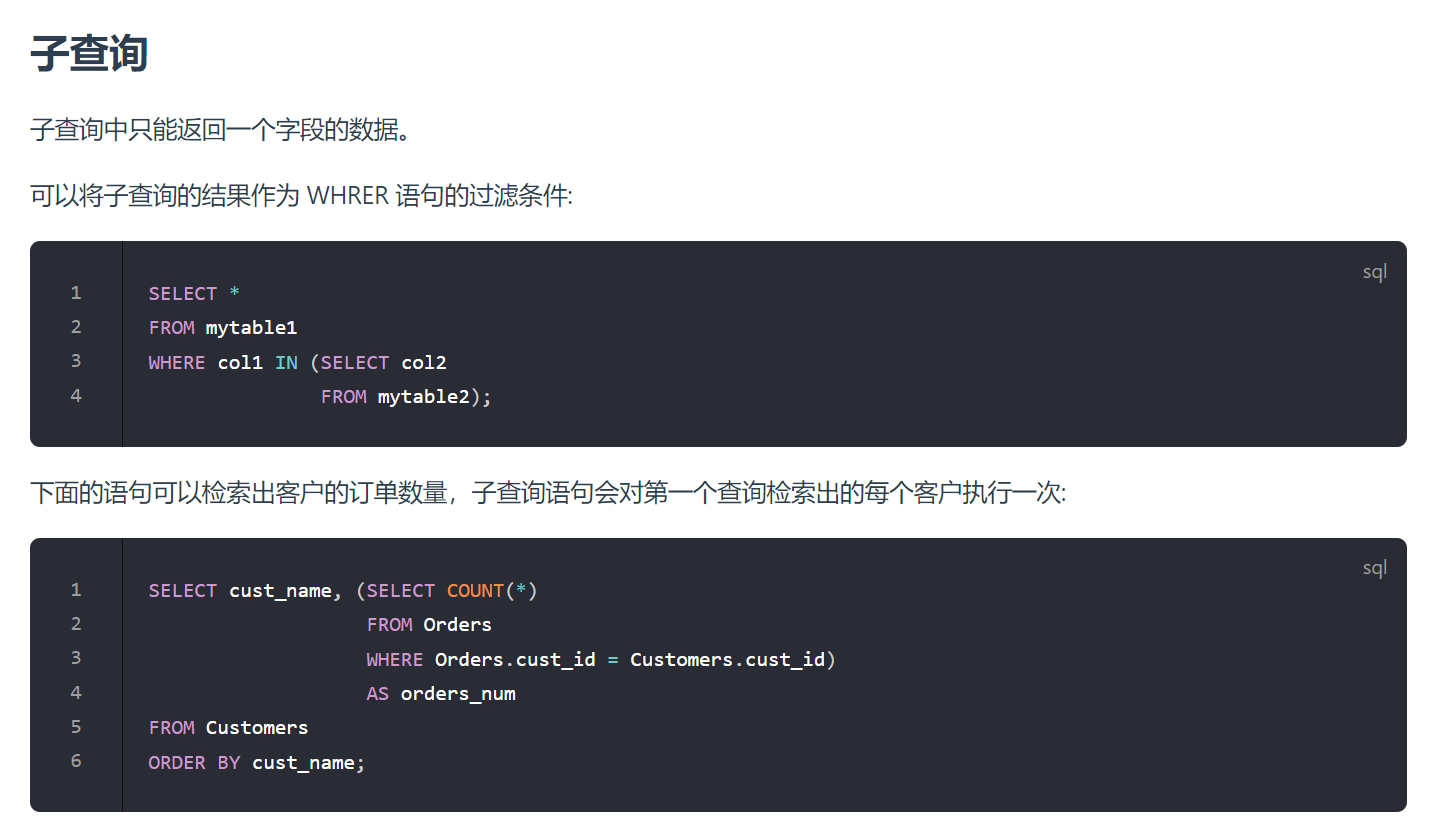 子查询
子查询中只能返回一个字段的数据。
可以将子查询的结果作为 WHRER 语句的过滤条件:
sql
1 SELECT *
2 FROM mytable1
3 WHERE col1 IN (SELECT col2
4                FROM mytable2);
下面的语句可以检索出客户的订单数量，子查询语句会对第一个查询检索出的每个客户执行一次:
sql
1 SELECT cust_name, (SELECT COUNT(*)
2                    FROM Orders
3                    WHERE Orders.cust_id = Customers.cust_id)
4                    AS orders_num
5 FROM Customers
6 ORDER BY cust_name;